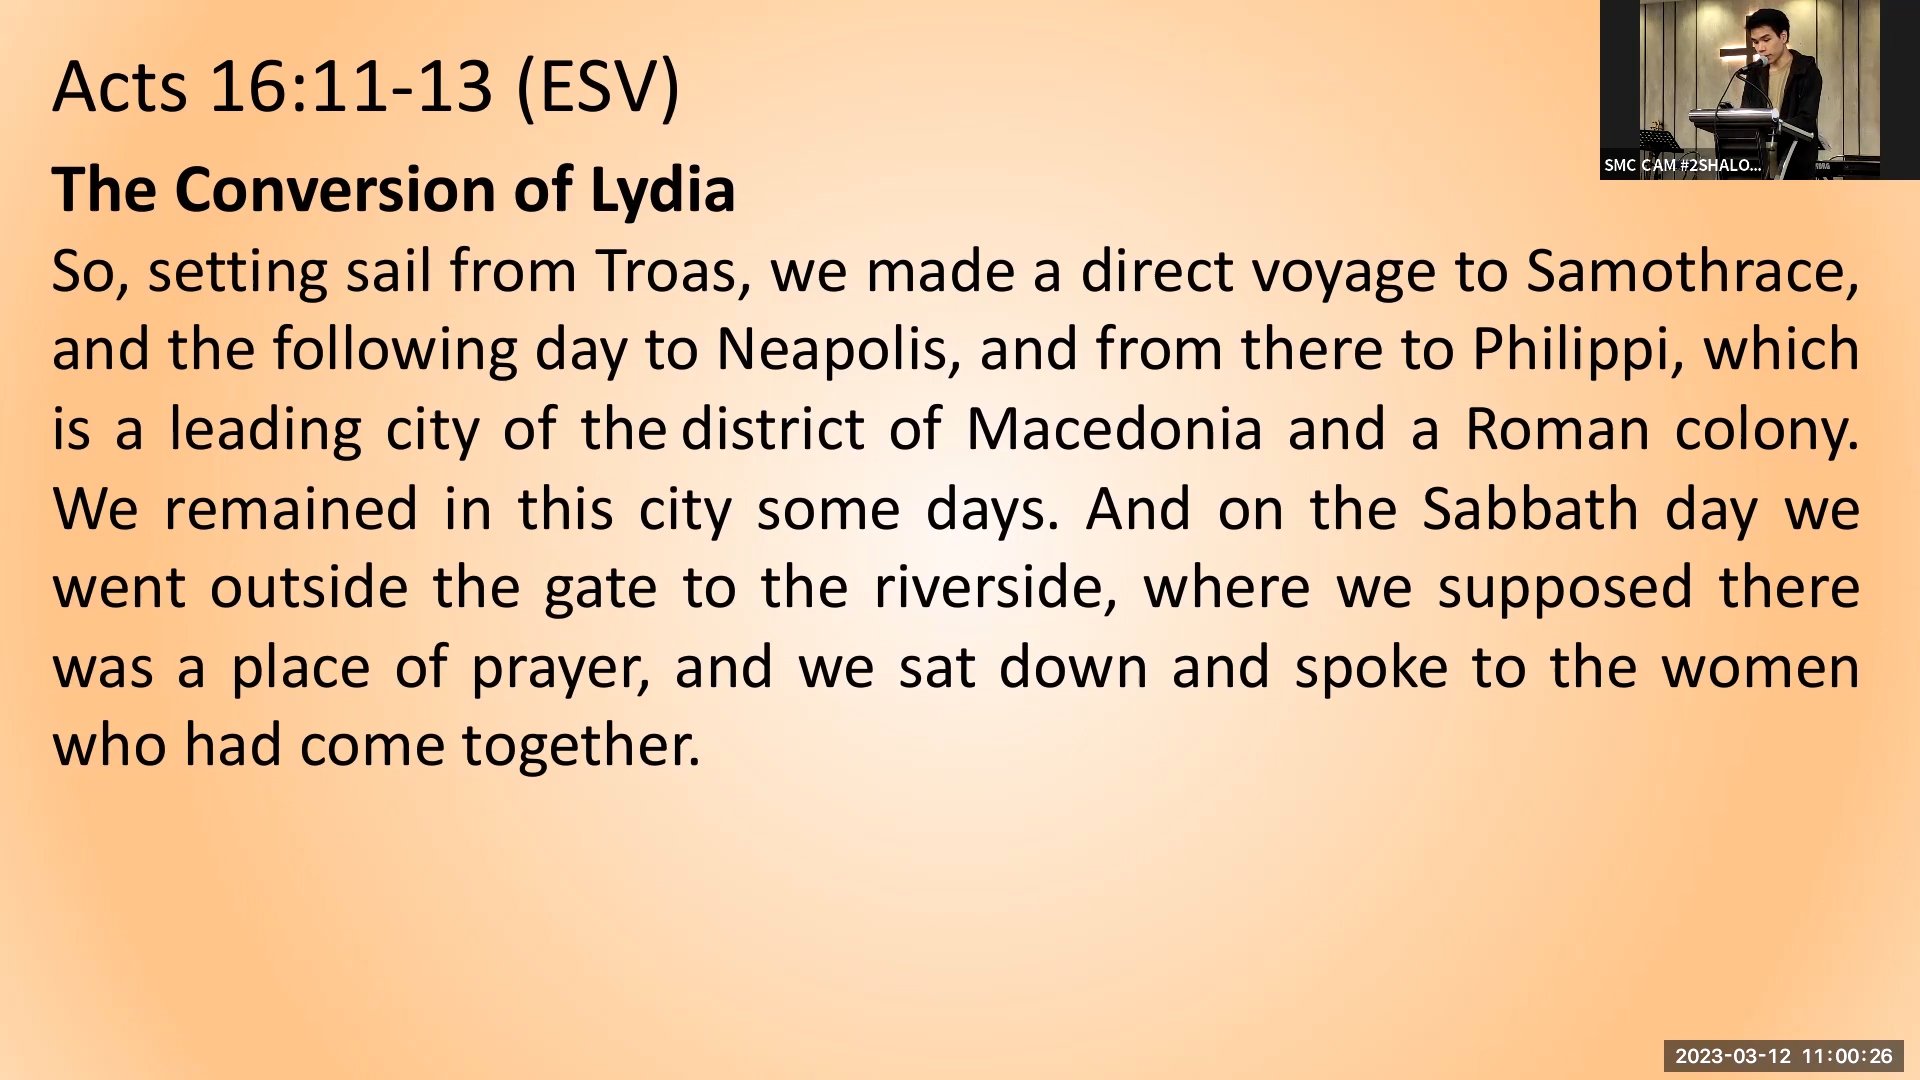 Acts 16:11-13 (ESV)
The Conversion of Lydia
So, setting sail from Troas, we made a direct voyage to Samothrace,
and the following day to Neapolis, and from there to Philippi, which
is a leading city of the district of Macedonia and a Roman colony.
We remained in this city some days. And on the Sabbath day we
went outside the gate to the riverside, where we supposed there
was a place of prayer, and we sat down and spoke to the women
who had come together.
SMC CAM #2SHALO...
2023-03-12 11:00:26